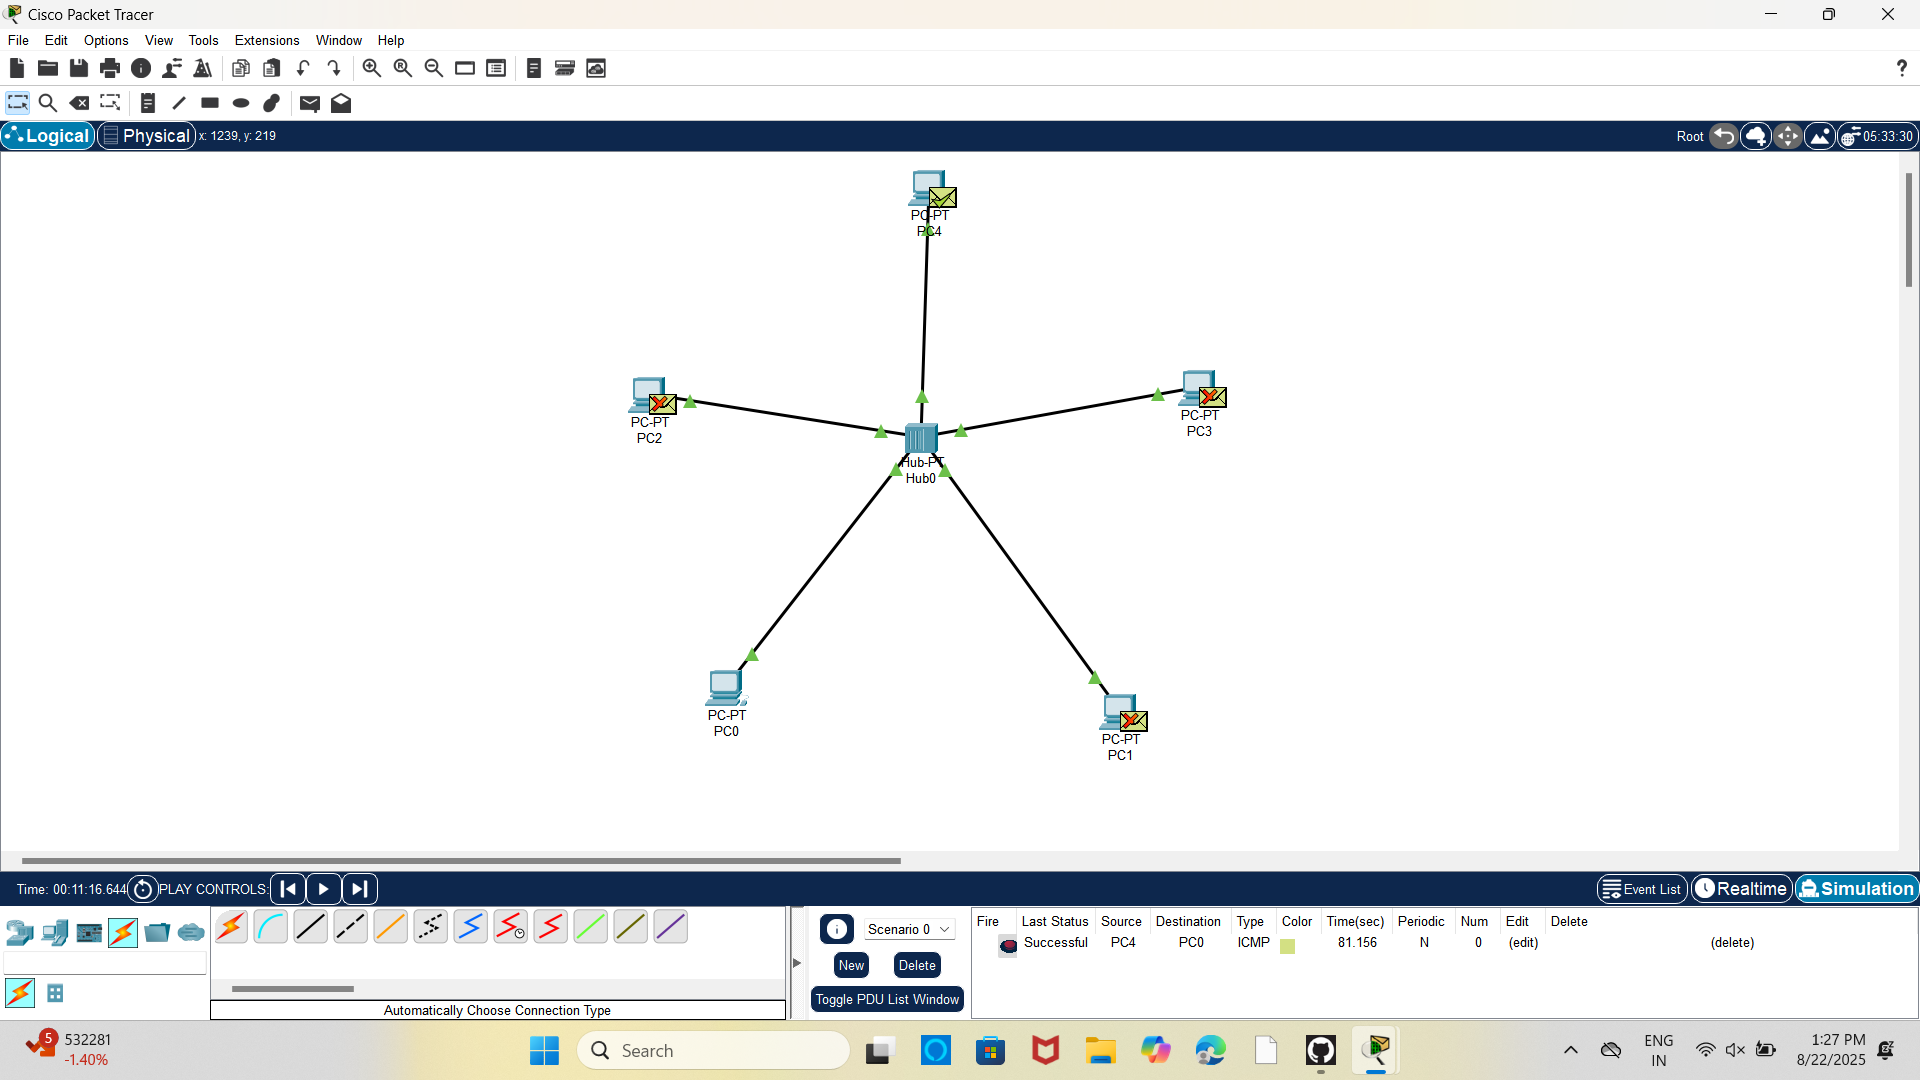 Cisco Packet Tracer
File Edit Options View Tools Extensions Window Help
?
Logical Physical x: 1239, y: 219 Root 05:33:30
PC-PT
PC4
PC-PT
PC2
PC-PT
PC3
Hub-PT
Hub0
PC-PT
PC0
PC-PT
PC1
Time: 00:11:16.644 PLAY CONTROLS: Event List Realtime Simulation
Scenario 0
New Delete
Toggle PDU List Window
Fire Last Status Source Destination Type Color Time(sec) Periodic Num Edit Delete
Successful PC4 PC0 ICMP 81.156 N 0 (edit) (delete)
Automatically Choose Connection Type
5 532281
-1.40%
Search
ENG
IN
1:27 PM
8/22/2025